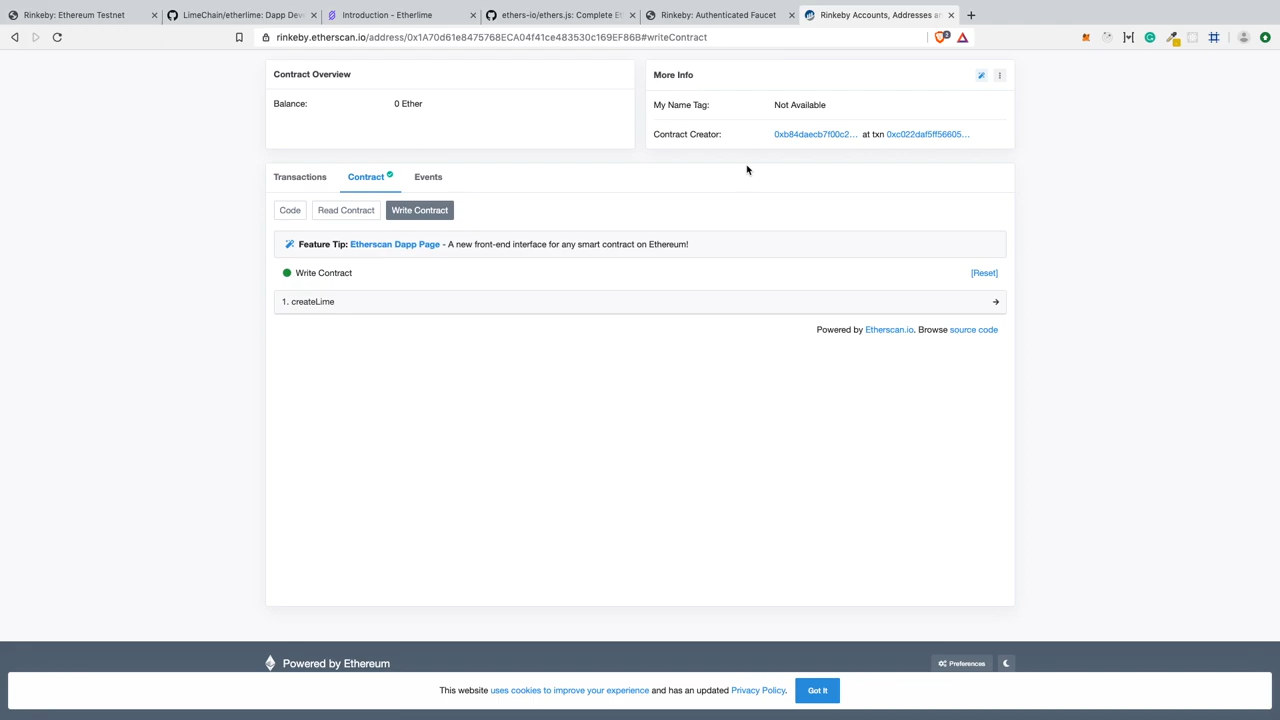 Rinkeby: Ethereum Testnet
LimeChain/etherlime: Dapp Dev
Introduction - Etherlime
ethers-io/ethers.js: Complete Et
Rinkeby: Authenticated Faucet
Rinkeby Accounts, Addresses an
rinkeby.etherscan.io/address/0x1A70d61e8475768ECA04f41ce483530c169EF86B#writeContract
Contract Overview
Balance: 0 Ether
More Info
My Name Tag: Not Available
Contract Creator: 0xb84daecb7f00c2... at txn 0xc022daf5ff56605...
Transactions Contract Events
Code Read Contract Write Contract
Feature Tip: Etherscan Dapp Page - A new front-end interface for any smart contract on Ethereum!
Write Contract [Reset]
1. createLime
Powered by Etherscan.io. Browse source code
Powered by Ethereum
Preferences
This website uses cookies to improve your experience and has an updated Privacy Policy. Got It